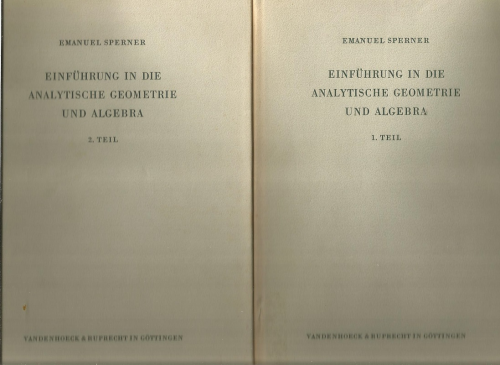 EMANUEL SPERNER
EINFÜHRUNG IN DIE
ANALYTISCHE GEOMETRIE
UND ALGEBRA
2. TEIL
VANDENHOECK & RUPRECHT IN GÖTTINGEN
EMANUEL SPERNER
EINFÜHRUNG IN DIE
ANALYTISCHE GEOMETRIE
UND ALGEBRA
1. TEIL
VANDENHOECK & RUPRECHT IN GÖTTINGEN